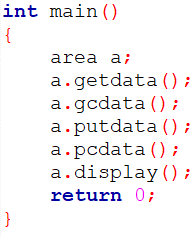 int main()
{
area a;
a.getdata();
a.gcdata();
a.putdata();
a.pcdata();
a.display();
return 0;
}